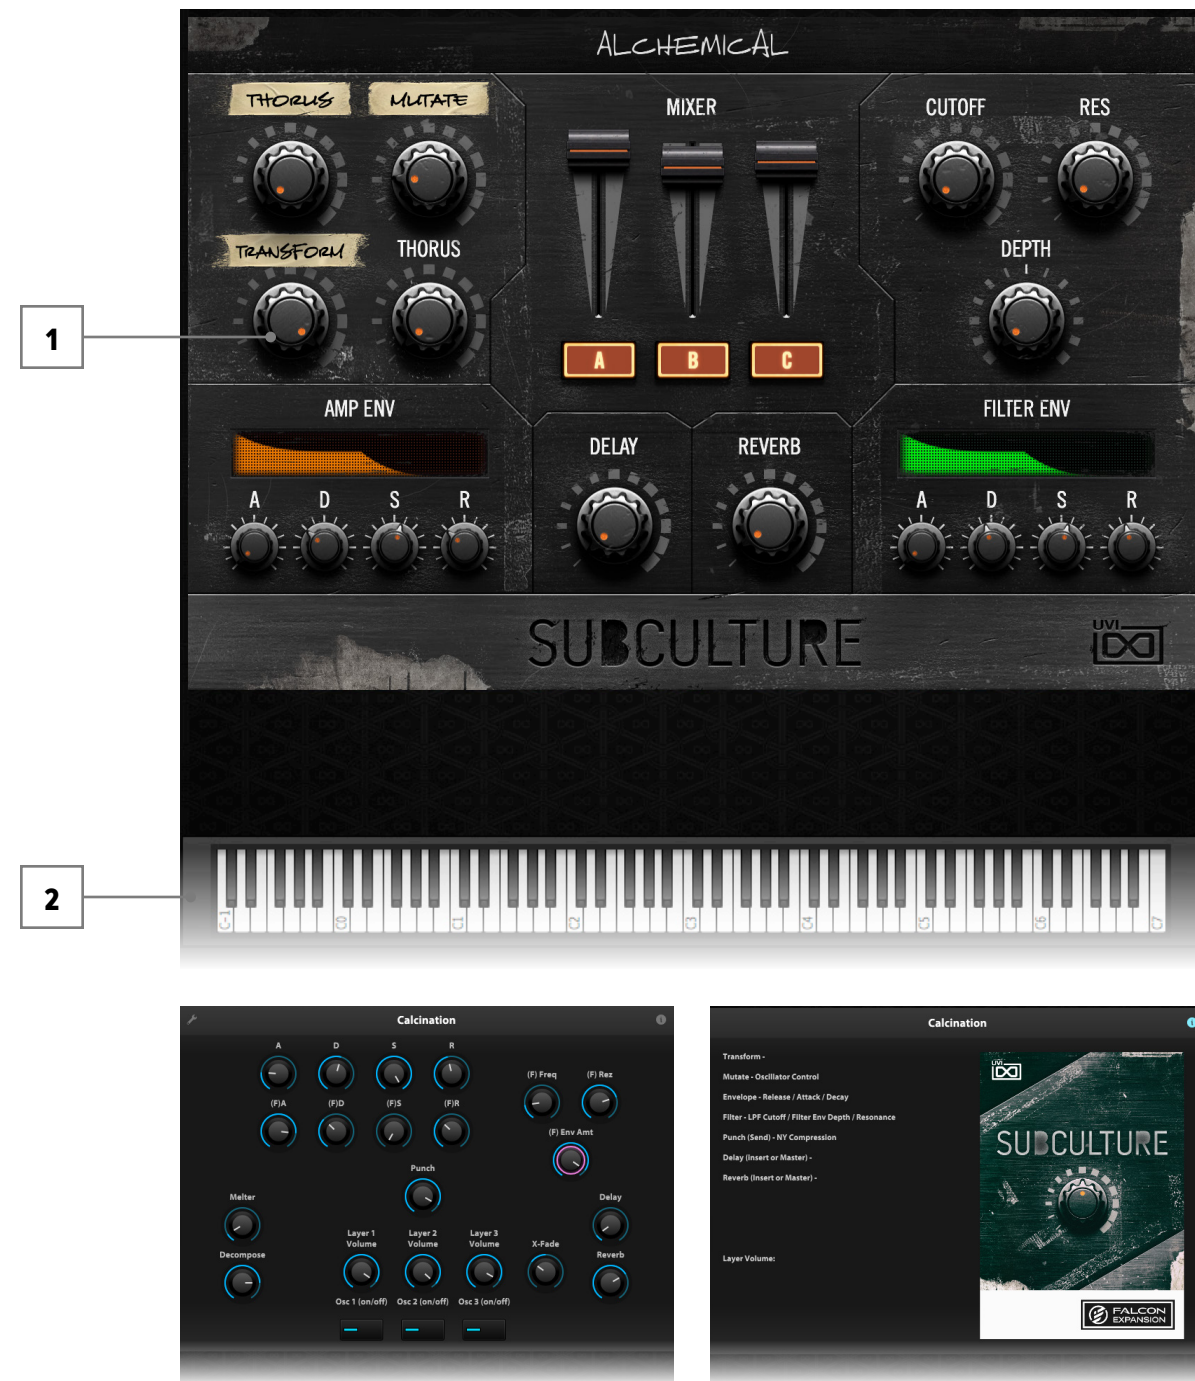 ALCHEMICAL
THORUS MUTATE MIXER CUTOFF RES
TRANSFORM THORUS DEPTH
1
A B C
AMP ENV FILTER ENV
DELAY REVERB
A D S R A D S R
SUBCULTURE UVI
2
C-1 C0 C1 C2 C3 C4 C5 C6 C7
Calcination
A D S R
(F) Freq (F) Rez
(F)A (F)D (F)S (F)R
(F) Env Amt
Punch
Melter Delay
Layer 1 Volume Layer 2 Volume Layer 3 Volume X-Fade
Decompose Reverb
Osc 1 (on/off) Osc 2 (on/off) Osc 3 (on/off)
Calcination
Transform -
Mutate - Oscillator Control
Envelope - Release / Attack / Decay
Filter - LPF Cutoff / Filter Env Depth / Resonance
Punch (Send) - NY Compression
Delay (Insert or Master) -
Reverb (Insert or Master) -
Layer Volume:
UVI
SUBCULTURE
FALCON
EXPANSION